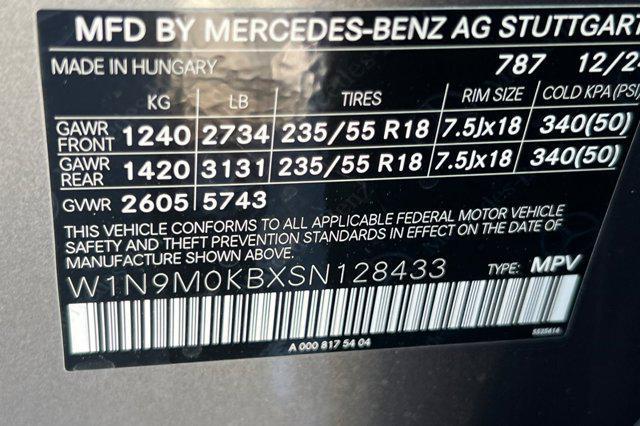 MFD BY MERCEDES-BENZ AG STUTTGART
MADE IN HUNGARY 787 12/24
KG LB TIRES RIM SIZE COLD KPA(PSI)
GAWR FRONT 1240 2734 235/55 R18 7.5Jx18 340(50)
GAWR REAR 1420 3131 235/55 R18 7.5Jx18 340(50)
GVWR 2605 5743
THIS VEHICLE CONFORMS TO ALL APPLICABLE FEDERAL MOTOR VEHICLE
SAFETY AND THEFT PREVENTION STANDARDS IN EFFECT ON THE DATE OF
MANUFACTURE SHOWN ABOVE.
W1N9M0KBXSN128433 TYPE: MPV
A 000 817 54 04